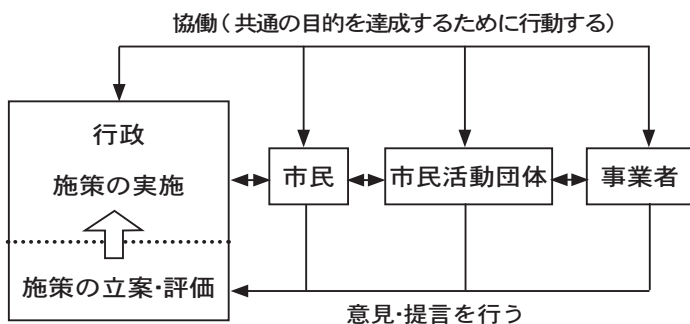 協働(共通の目的を達成するために行動する)
行政
施策の実施
市民
市民活動団体
事業者
施策の立案・評価
意見・提言を行う